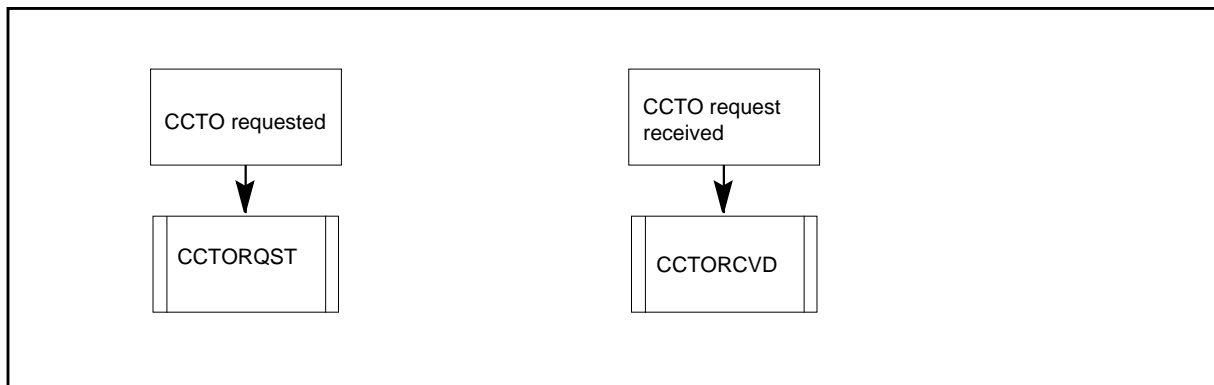 CCTO requested
CCTO request
received
CCTORQST
CCTORCVD